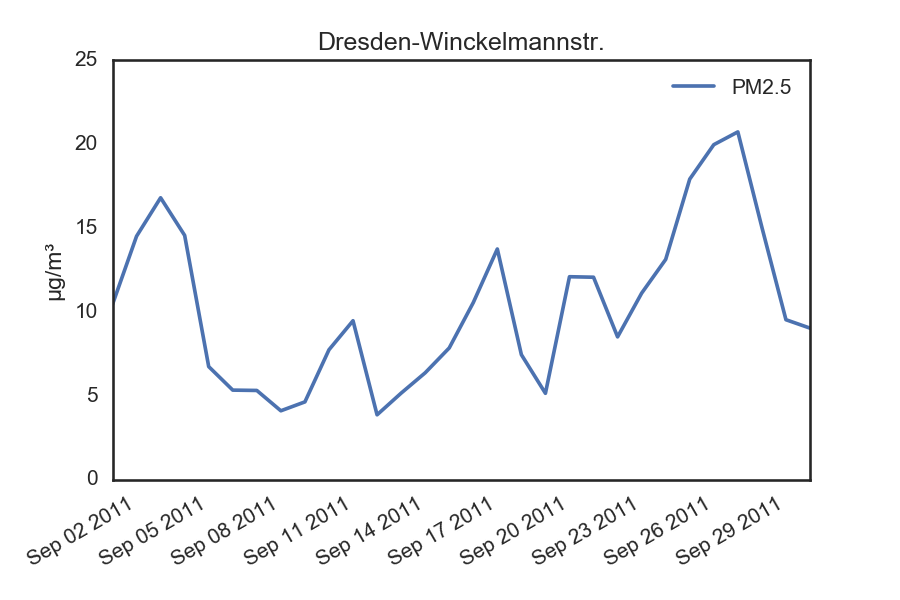 Dresden-Winckelmannstr.
25
20
15
10
5
0
µg/m³
PM2.5
Sep 02 2011
Sep 05 2011
Sep 08 2011
Sep 11 2011
Sep 14 2011
Sep 17 2011
Sep 20 2011
Sep 23 2011
Sep 26 2011
Sep 29 2011